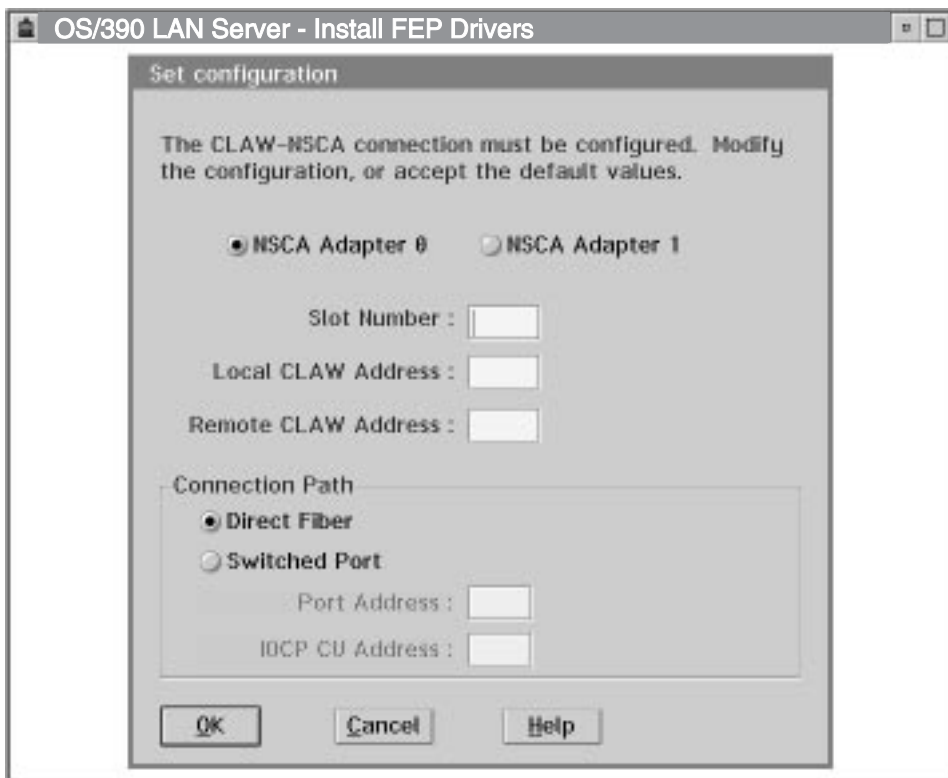 OS/390 LAN Server - Install FEP Drivers
Set configuration
The CLAW-NSCA connection must be configured. Modify
the configuration, or accept the default values.
NSCA Adapter 0 NSCA Adapter 1
Slot Number :
Local CLAW Address :
Remote CLAW Address :
Connection Path
Direct Fiber
Switched Port
Port Address :
IOCP CU Address :
OK Cancel Help